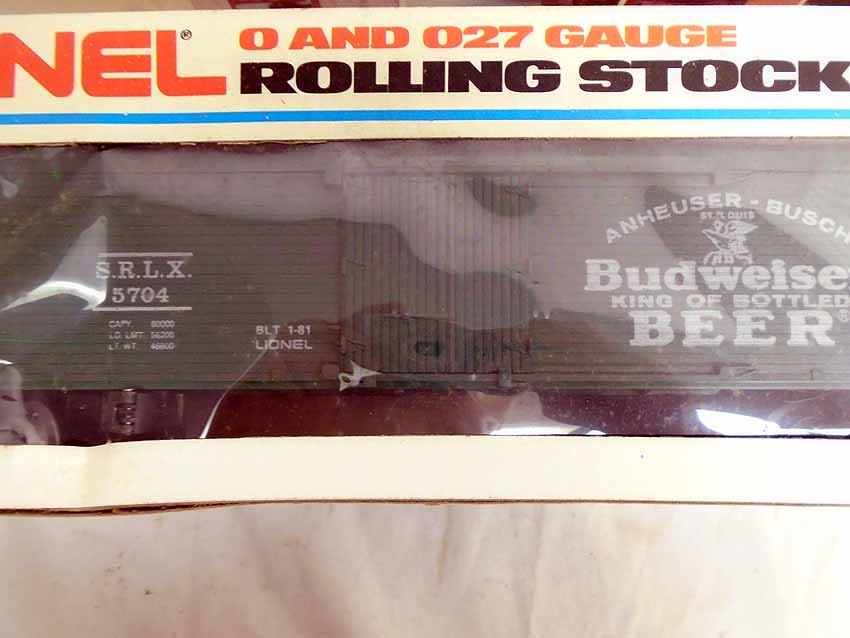 NEL® O AND 027 GAUGE
ROLLING STOCK
S.R.L.X.
5704
CAPY. 80000
LD. LMT. 56200
LT. WT. 46800
BLT 1-81
LIONEL
ANHEUSER-BUSCH
ST. LOUIS
Budweiser
KING OF BOTTLED
BEER®